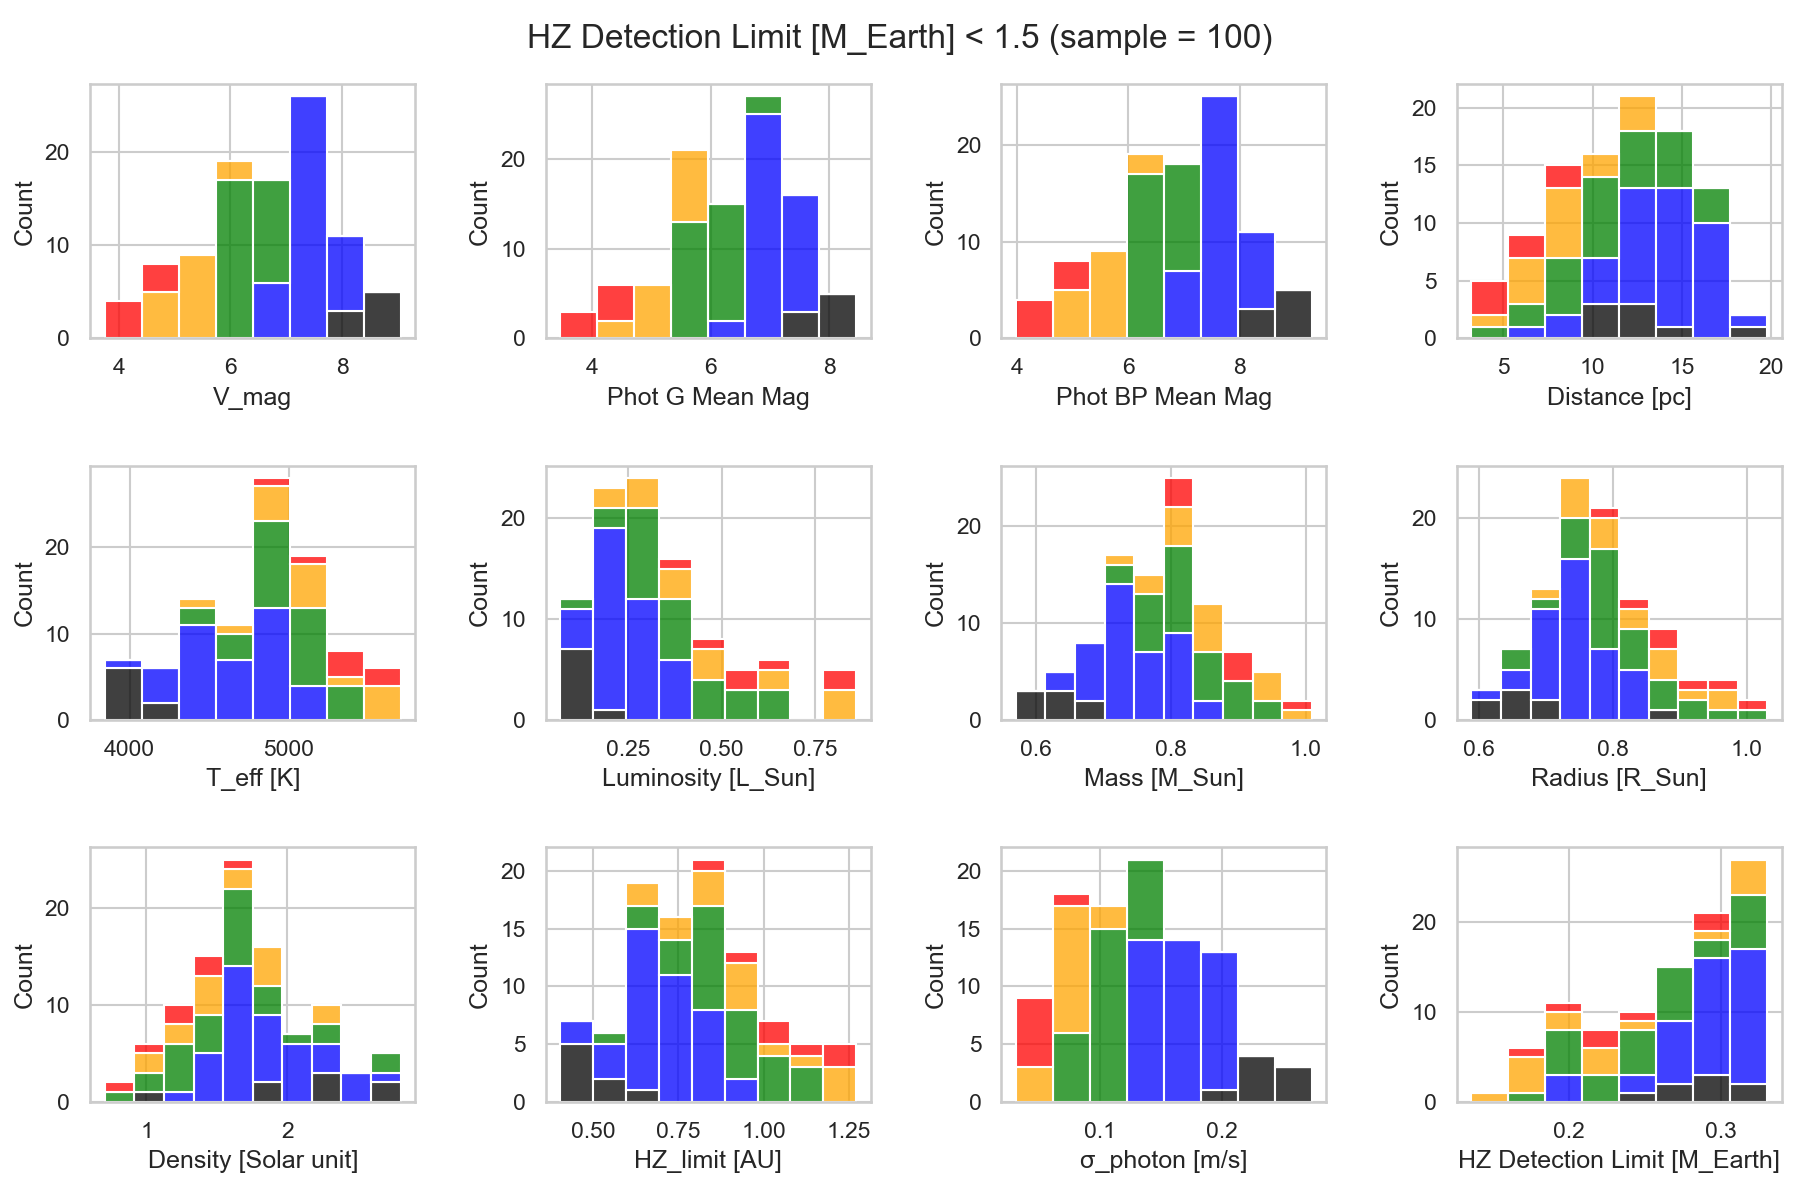 HZ Detection Limit [M_Earth] < 1.5 (sample = 100)
Count
20
10
0
4 6 8
V_mag
Count
20
10
0
4 6 8
Phot G Mean Mag
Count
20
10
0
4 6 8
Phot BP Mean Mag
Count
20
15
10
5
0
5 10 15 20
Distance [pc]
Count
20
10
0
4000 5000
T_eff [K]
Count
20
10
0
0.25 0.50 0.75
Luminosity [L_Sun]
Count
20
10
0
0.6 0.8 1.0
Mass [M_Sun]
Count
20
10
0
0.6 0.8 1.0
Radius [R_Sun]
Count
20
10
0
1 2
Density [Solar unit]
Count
20
15
10
5
0
0.50 0.75 1.00 1.25
HZ_limit [AU]
Count
20
15
10
5
0
0.1 0.2
σ_photon [m/s]
Count
20
10
0
0.2 0.3
HZ Detection Limit [M_Earth]